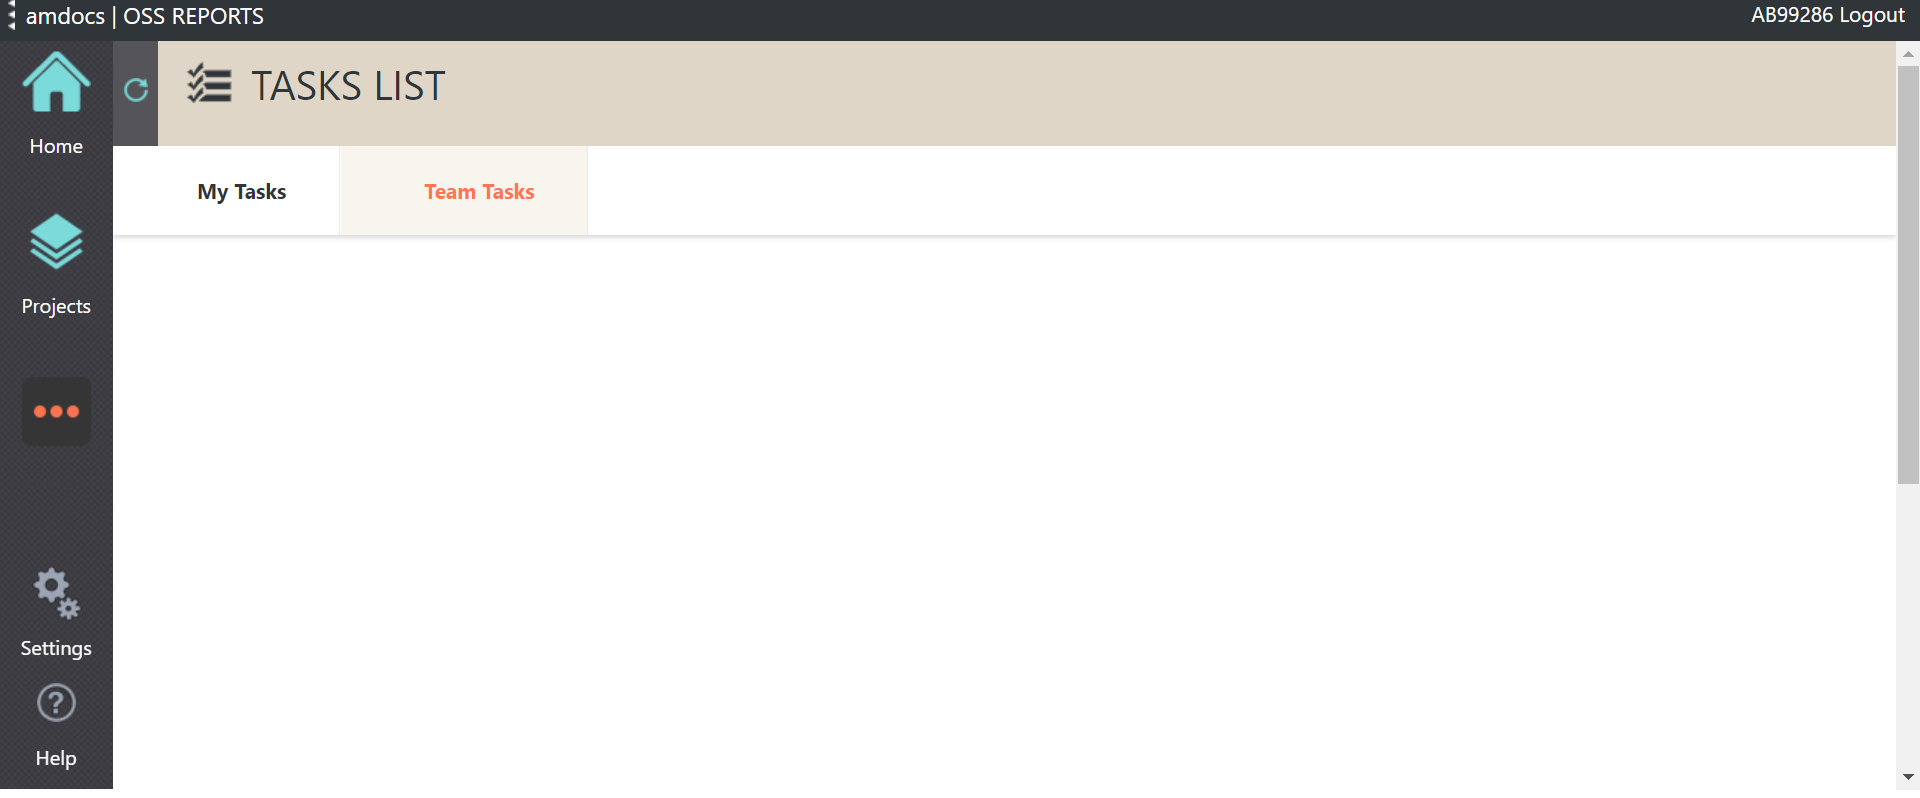 amdocs | OSS REPORTS
AB99286 Logout
TASKS LIST
Home
My Tasks
Team Tasks
Projects
Settings
Help